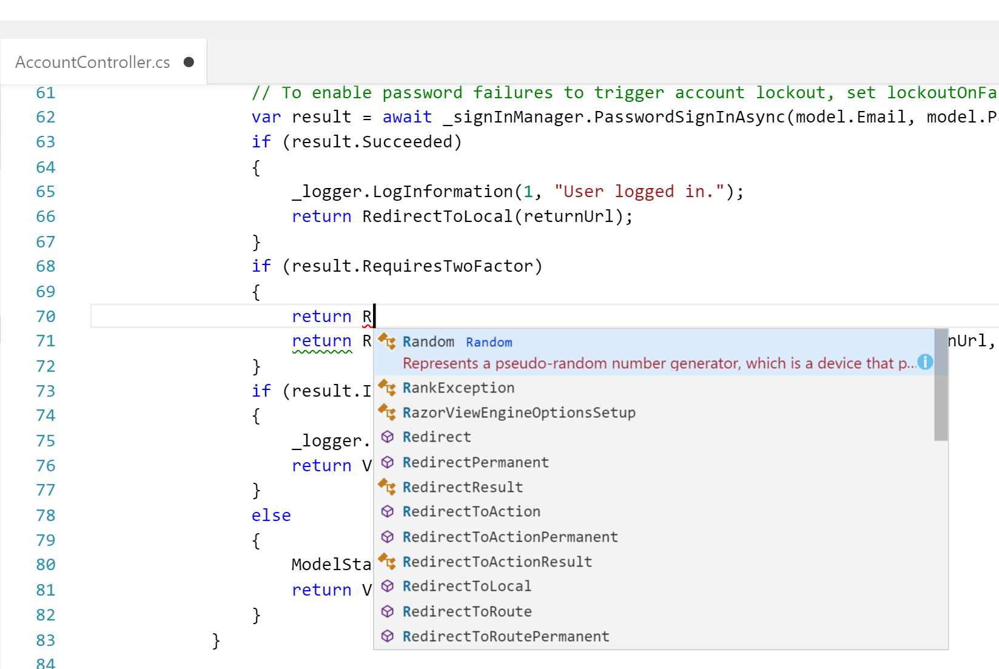 AccountController.cs
61 // To enable password failures to trigger account lockout, set lockoutOnFa
62 var result = await _signInManager.PasswordSignInAsync(model.Email, model.P
63 if (result.Succeeded)
64 {
65 _logger.LogInformation(1, "User logged in.");
66 return RedirectToLocal(returnUrl);
67 }
68 if (result.RequiresTwoFactor)
69 {
70 return R
71 return R nUrl,
Random Random
Represents a pseudo-random number generator, which is a device that p...
RankException
RazorViewEngineOptionsSetup
Redirect
RedirectPermanent
RedirectResult
RedirectToAction
RedirectToActionPermanent
RedirectToActionResult
RedirectToLocal
RedirectToRoute
RedirectToRoutePermanent
72 }
73 if (result.I
74 {
75 _logger.
76 return V
77 }
78 else
79 {
80 ModelSta
81 return V
82 }
83 }
84